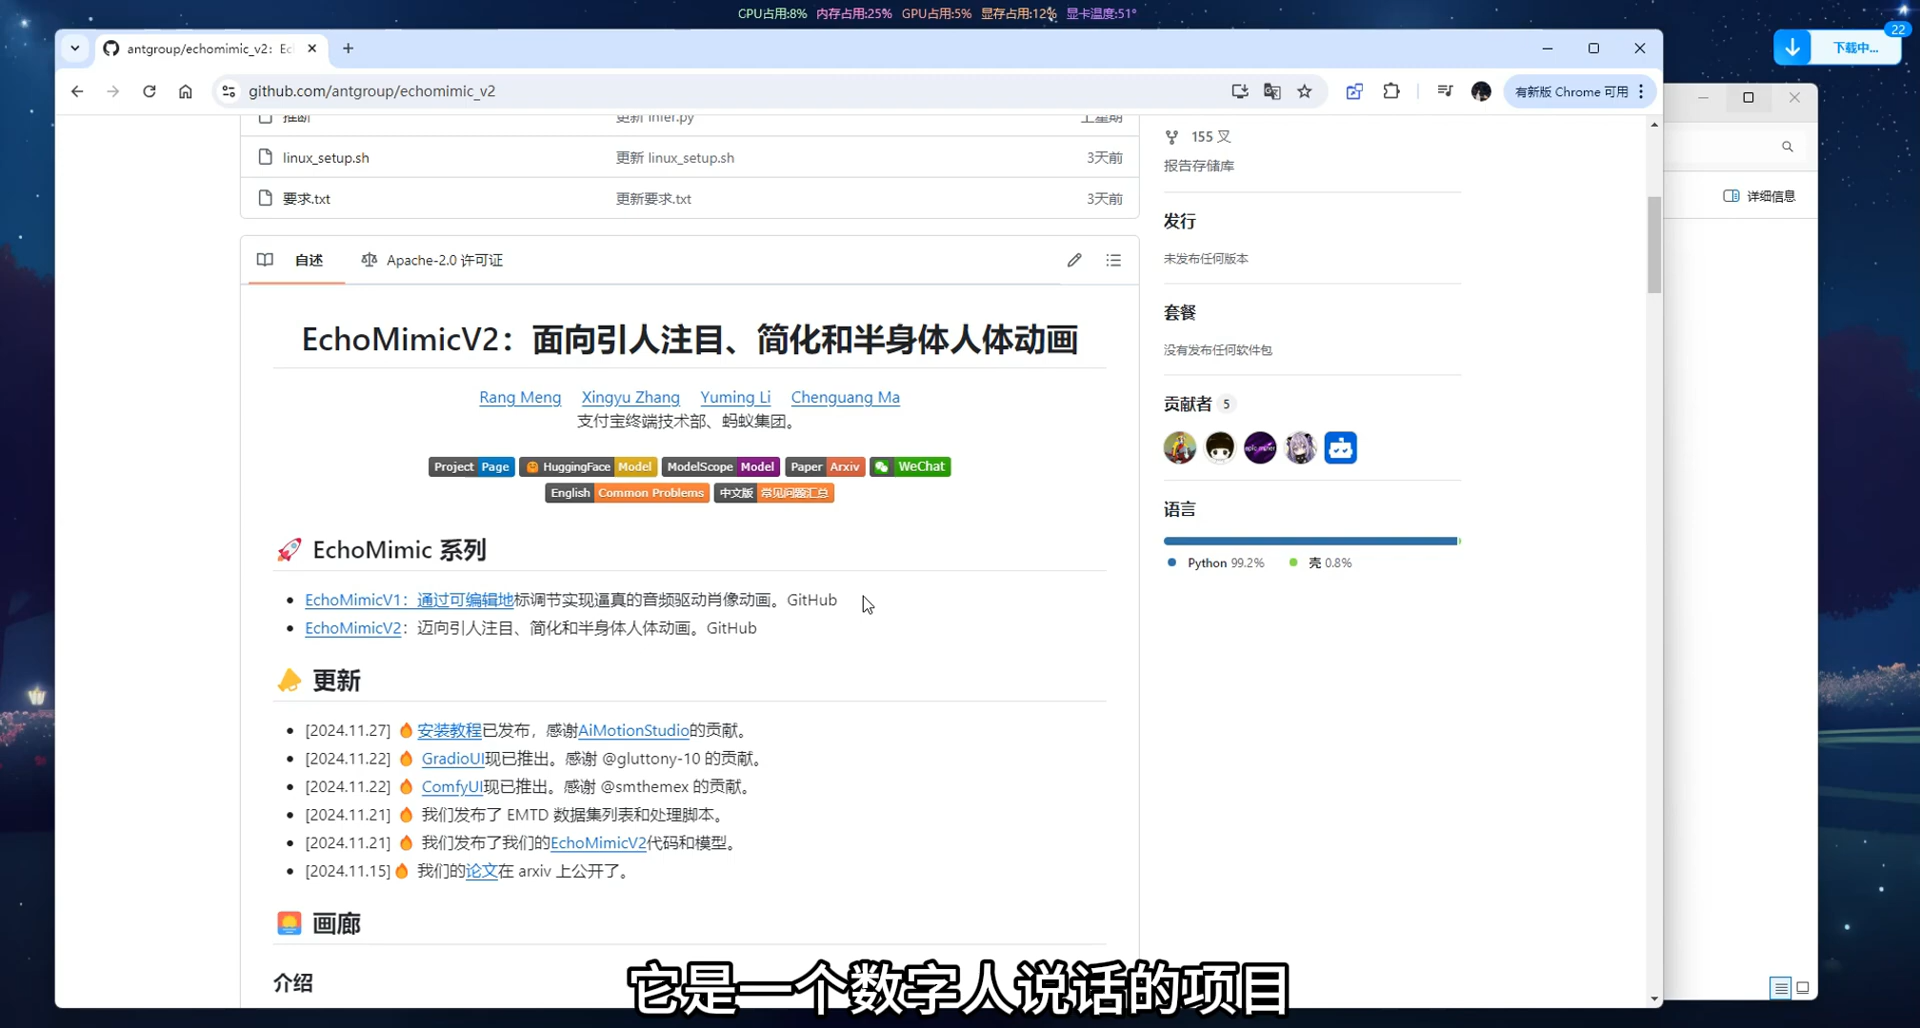 CPU占用:8% 内存占用:25% GPU占用:5% 显存占用:12% 显卡温度:51°
22
下载中...
antgroup/echomimic_v2: Ec
github.com/antgroup/echomimic_v2
有新版 Chrome 可用
详细信息
推断 更新 infer.py 上星期
linux_setup.sh 更新 linux_setup.sh 3天前
要求.txt 更新要求.txt 3天前
自述 Apache-2.0 许可证
EchoMimicV2：面向引人注目、简化和半身体人体动画
Rang Meng Xingyu Zhang Yuming Li Chenguang Ma
支付宝终端技术部、蚂蚁集团。
Project Page HuggingFace Model ModelScope Model Paper Arxiv WeChat
English Common Problems 中文版 常见问题汇总
EchoMimic 系列
EchoMimicV1：通过可编辑地标调节实现逼真的音频驱动肖像动画。GitHub
EchoMimicV2：迈向引人注目、简化和半身体人体动画。GitHub
更新
[2024.11.27] 安装教程已发布，感谢AiMotionStudio的贡献。
[2024.11.22] GradioUI现已推出。感谢 @gluttony-10 的贡献。
[2024.11.22] ComfyUI现已推出。感谢 @smthemex 的贡献。
[2024.11.21] 我们发布了 EMTD 数据集列表和处理脚本。
[2024.11.21] 我们发布了我们的EchoMimicV2代码和模型。
[2024.11.15] 我们的论文在 arxiv 上公开了。
画廊
介绍
155 叉
报告存储库
发行
未发布任何版本
套餐
没有发布任何软件包
贡献者 5
epic miner
语言
Python 99.2% 壳 0.8%
它是一个数字人说话的项目